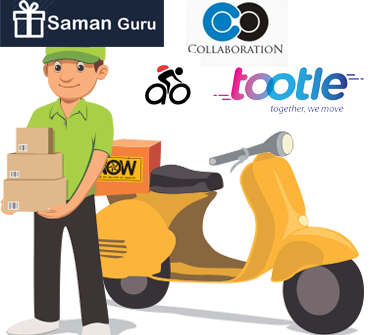 Saman Guru
COLLABORATION
tootle
together, we move
NOW